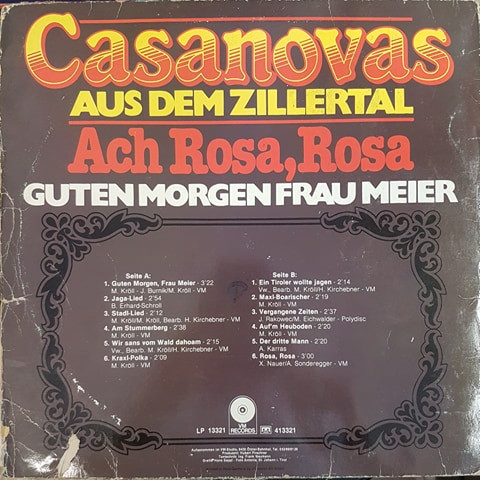 Casanovas
AUS DEM ZILLERTAL
Ach Rosa, Rosa
GUTEN MORGEN FRAU MEIER
Seite A:
1. Guten Morgen, Frau Meier - 3'22
M. Kröll - J. Burnik/M. Kröll - VM
2. Jaga-Lied - 2'54
B. Erhard-Schroll
3. Stadl-Lied - 2'12
M. Kröll/M. Kröll, Bearb. H. Kirchebner - VM
4. Am Stummerberg - 2'38
M. Kröll - VM
5. Wir sans vom Wald dahoam - 2'15
Vw., Bearb. M. Kröll/H. Kirchebner - VM
6. Kraxl-Polka - 2'09
M. Kröll - VM
Seite B:
1. Ein Tiroler wollte jagen - 2'14
Vw., Bearb. M. Kröll/H. Kirchebner - VM
2. Maxl-Boarischer - 2'19
M. Kröll - VM
3. Vergangene Zeiten - 2'37
J. Rakowec/M. Eichwalder - Polydisc
4. Auf'm Heuboden - 2'20
M. Kröll - VM
5. Der dritte Mann - 2'20
A. Karras
6. Rosa, Rosa - 3'00
X. Nauer/A. Sonderegger - VM
LP 13321
VM
RECORDS
413321